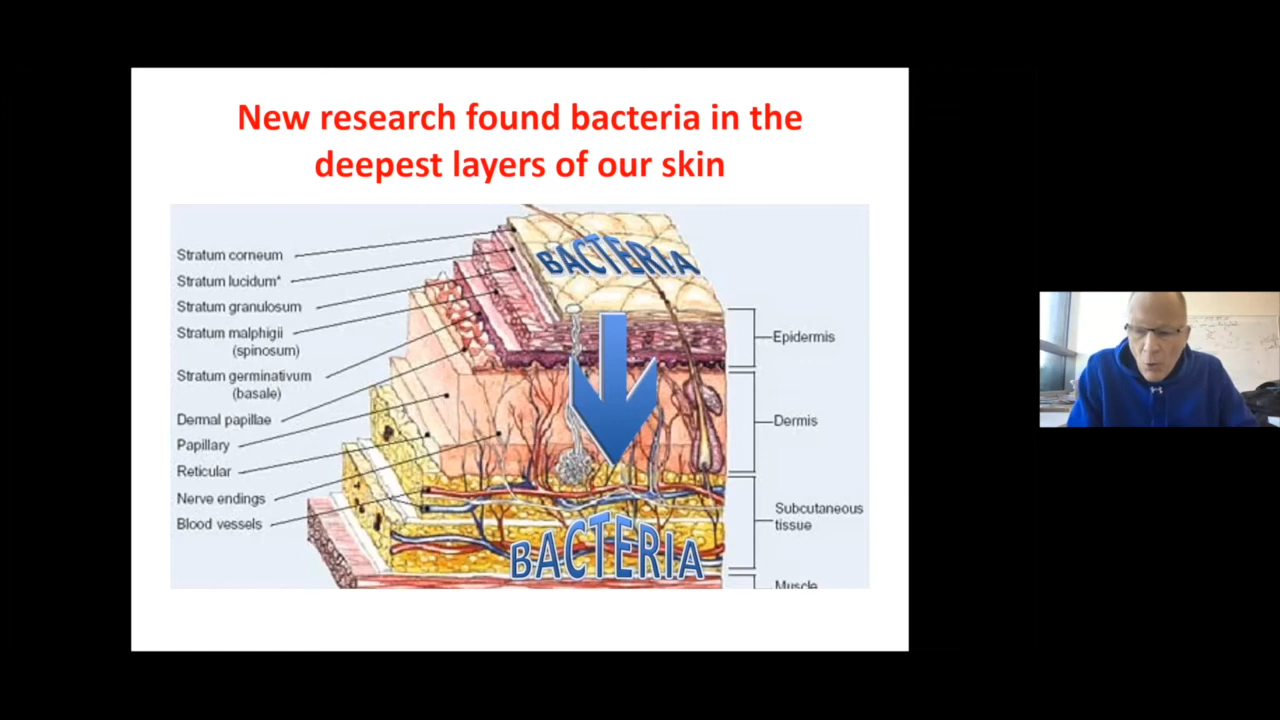 New research found bacteria in the
deepest layers of our skin
BACTERIA
Stratum corneum
Stratum lucidum*
Stratum granulosum
Stratum malphigii
(spinosum)
Stratum germinativum
(basale)
Dermal papillae
Papillary
Reticular
Nerve endings
Blood vessels
Epidermis
Dermis
Subcutaneous
tissue
Muscle
BACTERIA